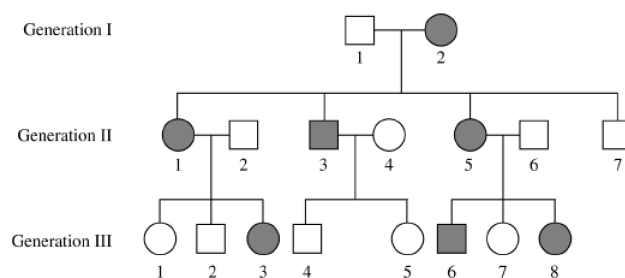 Generation I
1 2
Generation II
1 2 3 4 5 6 7
Generation III
1 2 3 4 5 6 7 8